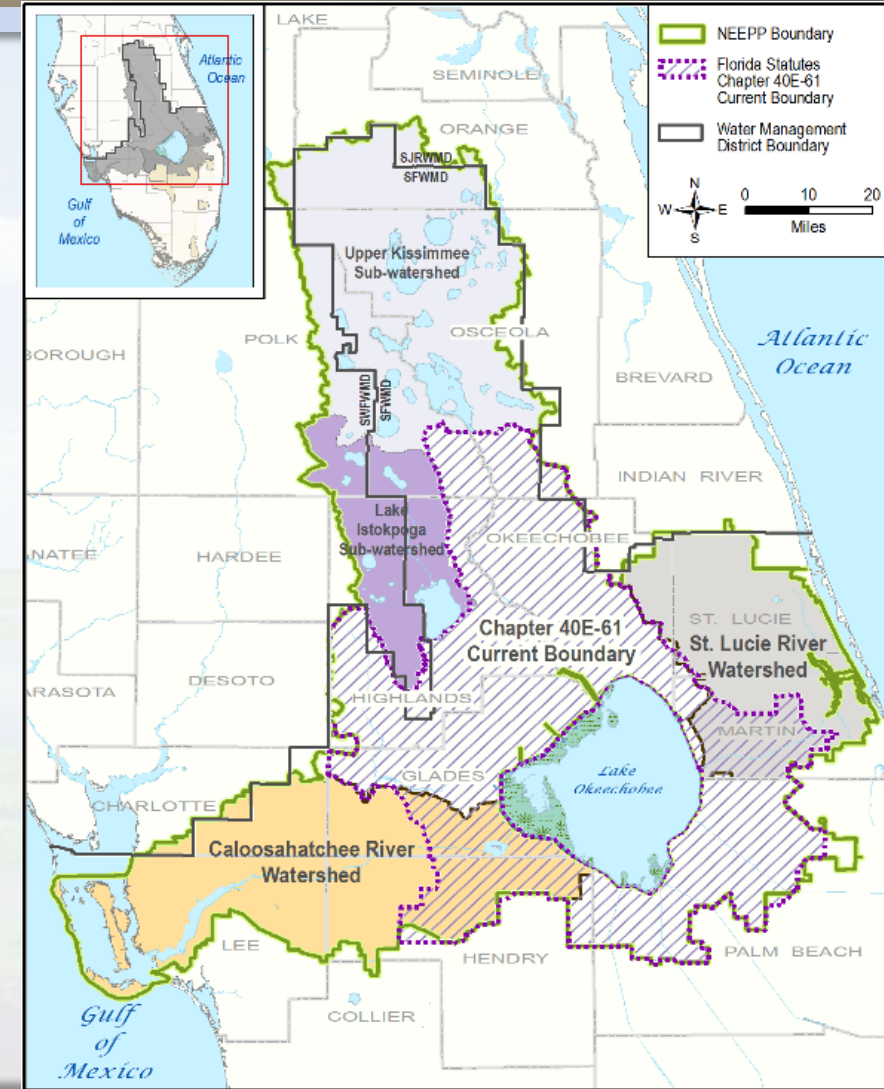 Atlantic
Ocean
Gulf
of
Mexico
NEEPP Boundary
Florida Statutes
Chapter 40E-61
Current Boundary
Water Management
District Boundary
N
W
E
S
0
10
20
Miles
LAKE
SEMINOLE
ORANGE
SJRWMD
SFWMD
Upper Kissimmee
Sub-watershed
POLK
OSCEOLA
Atlantic
Ocean
BOROUGH
BREVARD
SWFWMD
SFWMD
INDIAN RIVER
Lake
Istokpoga
Sub-watershed
OKEECHOBEE
NATEE
HARDEE
ST. LUCIE
Chapter 40E-61
Current Boundary
St. Lucie River
Watershed
DESOTO
ARASOTA
HIGHLANDS
MARTIN
GLADES
Lake
Okeechobee
CHARLOTTE
Caloosahatchee River
Watershed
LEE
HENDRY
PALM BEACH
COLLIER
Gulf
of
Mexico